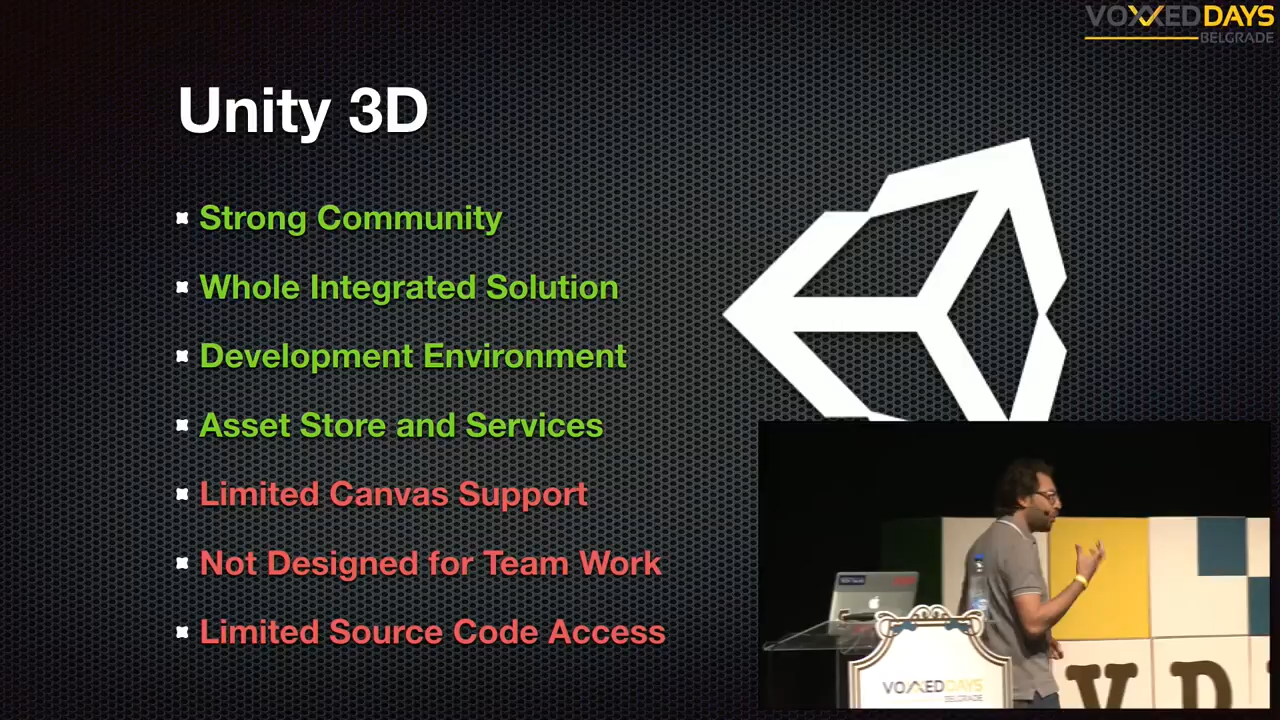 VOXXED DAYS
BELGRADE
Unity 3D
Strong Community
Whole Integrated Solution
Development Environment
Asset Store and Services
Limited Canvas Support
Not Designed for Team Work
Limited Source Code Access
VOXXED DAYS
BELGRADE